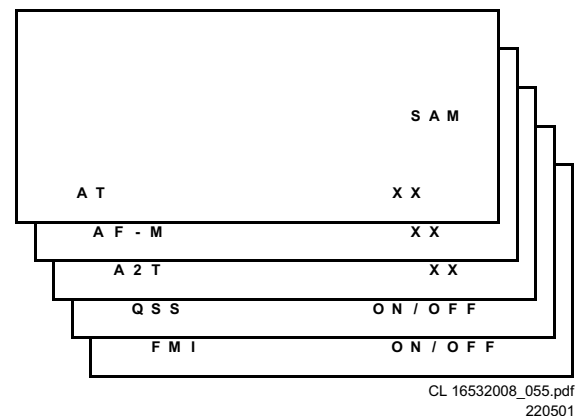 SAM
AT XX
AF-M XX
A2T XX
QSS ON/OFF
FMI ON/OFF
CL 16532008_055.pdf
220501